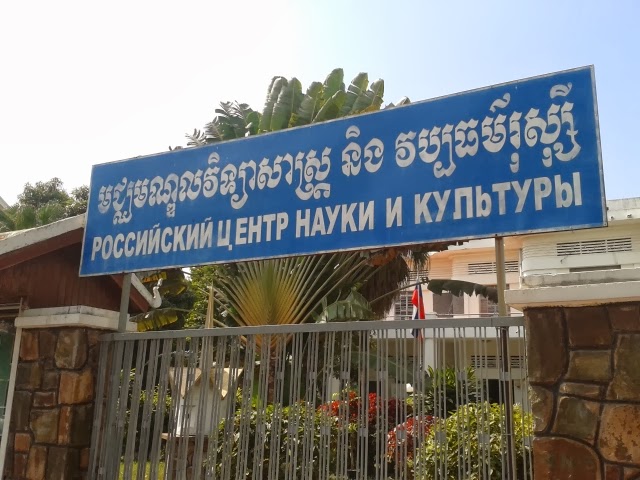 មជ្ឈមណ្ឌលវិទ្យាសាស្ត្រ និង វប្បធម៌រុស្ស៊ី
РОССИЙСКИЙ ЦЕНТР НАУКИ И КУЛЬТУРЫ